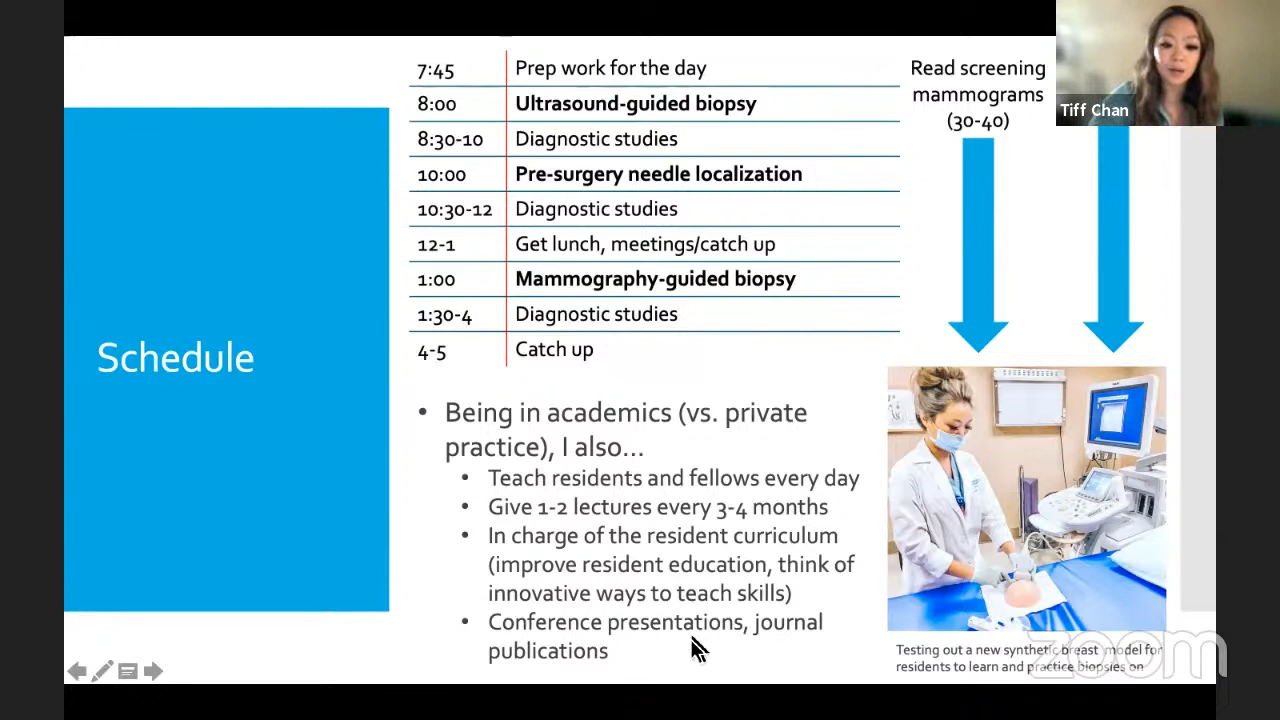 Schedule
7:45 Prep work for the day
8:00 Ultrasound-guided biopsy
8:30-10 Diagnostic studies
10:00 Pre-surgery needle localization
10:30-12 Diagnostic studies
12-1 Get lunch, meetings/catch up
1:00 Mammography-guided biopsy
1:30-4 Diagnostic studies
4-5 Catch up
Read screening
mammograms
(30-40)
Tiff Chan
• Being in academics (vs. private
practice), I also...
• Teach residents and fellows every day
• Give 1-2 lectures every 3-4 months
• In charge of the resident curriculum
(improve resident education, think of
innovative ways to teach skills)
• Conference presentations, journal
publications
Testing out a new synthetic breast model for
residents to learn and practice biopsies on
zoom